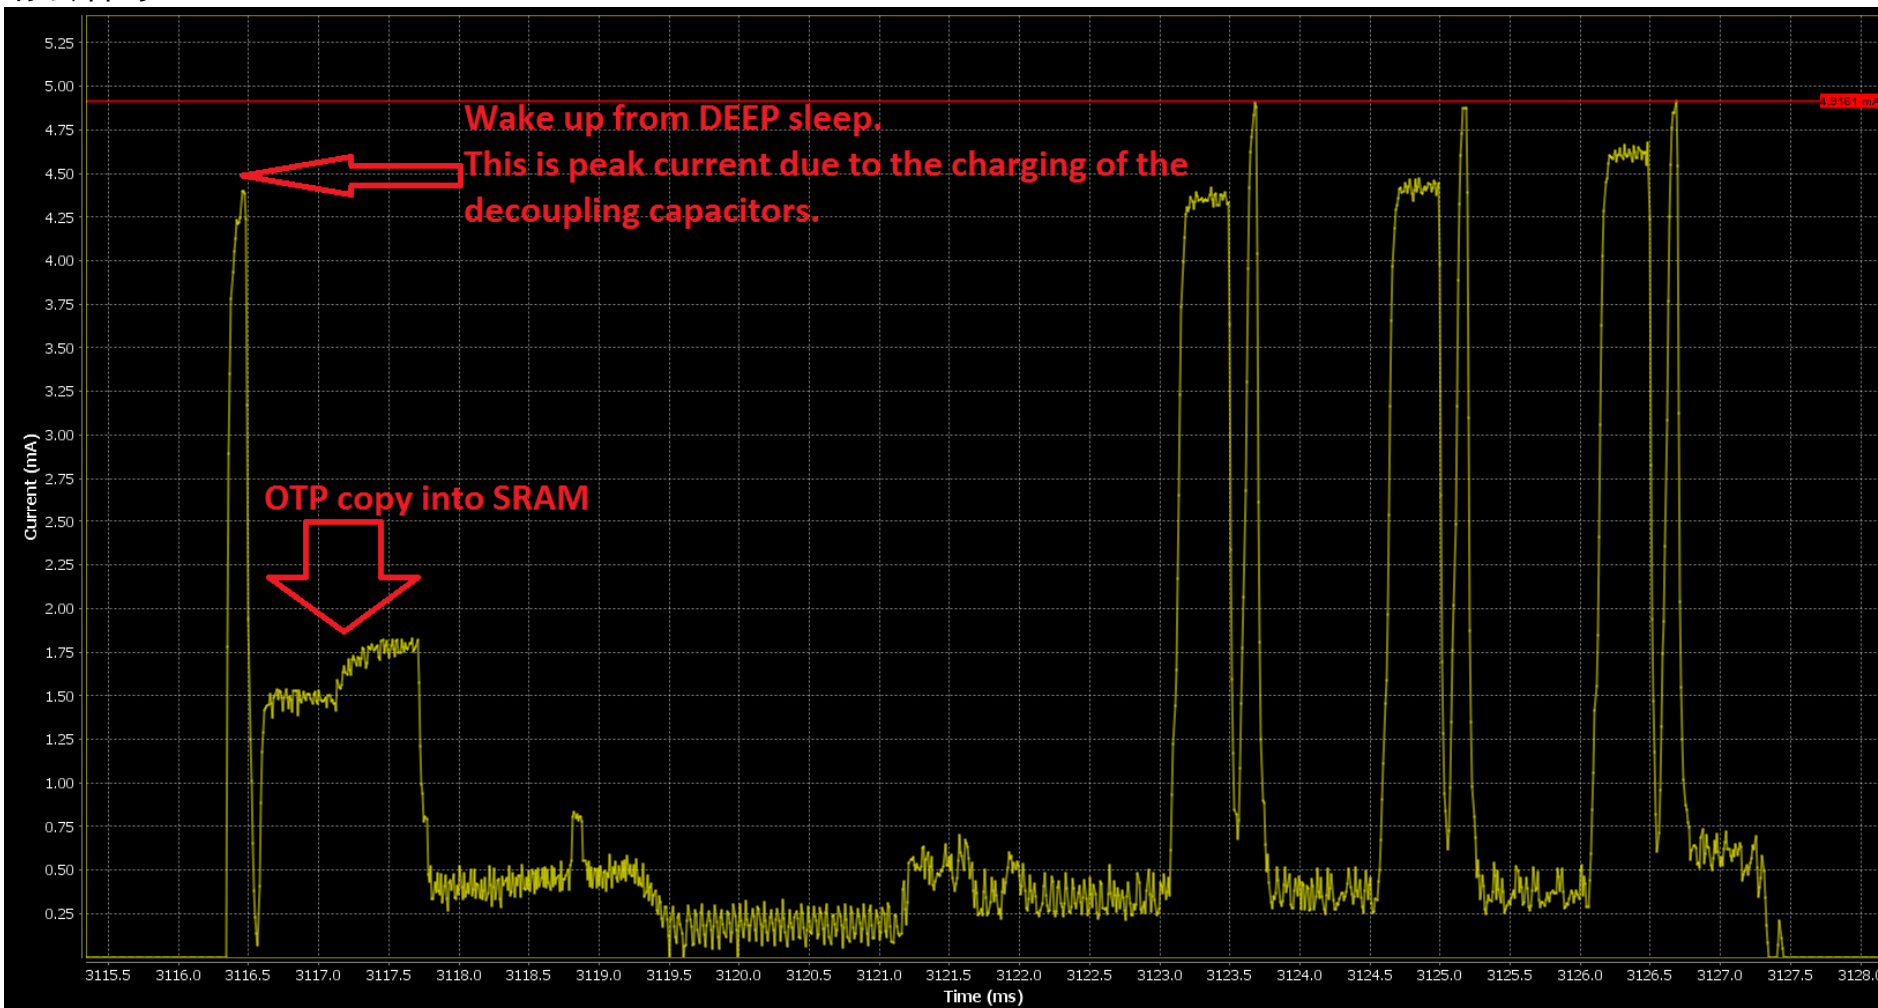 5.25
5.00
4.75
4.50
4.25
4.00
3.75
3.50
3.25
3.00
2.75
2.50
2.25
2.00
1.75
1.50
1.25
1.00
0.75
0.50
0.25
Current (mA)
4.9161 mA
Wake up from DEEP sleep.
This is peak current due to the charging of the
decoupling capacitors.
OTP copy into SRAM
3115.5 3116.0 3116.5 3117.0 3117.5 3118.0 3118.5 3119.0 3119.5 3120.0 3120.5 3121.0 3121.5 3122.0 3122.5 3123.0 3123.5 3124.0 3124.5 3125.0 3125.5 3126.0 3126.5 3127.0 3127.5 3128.0
Time (ms)